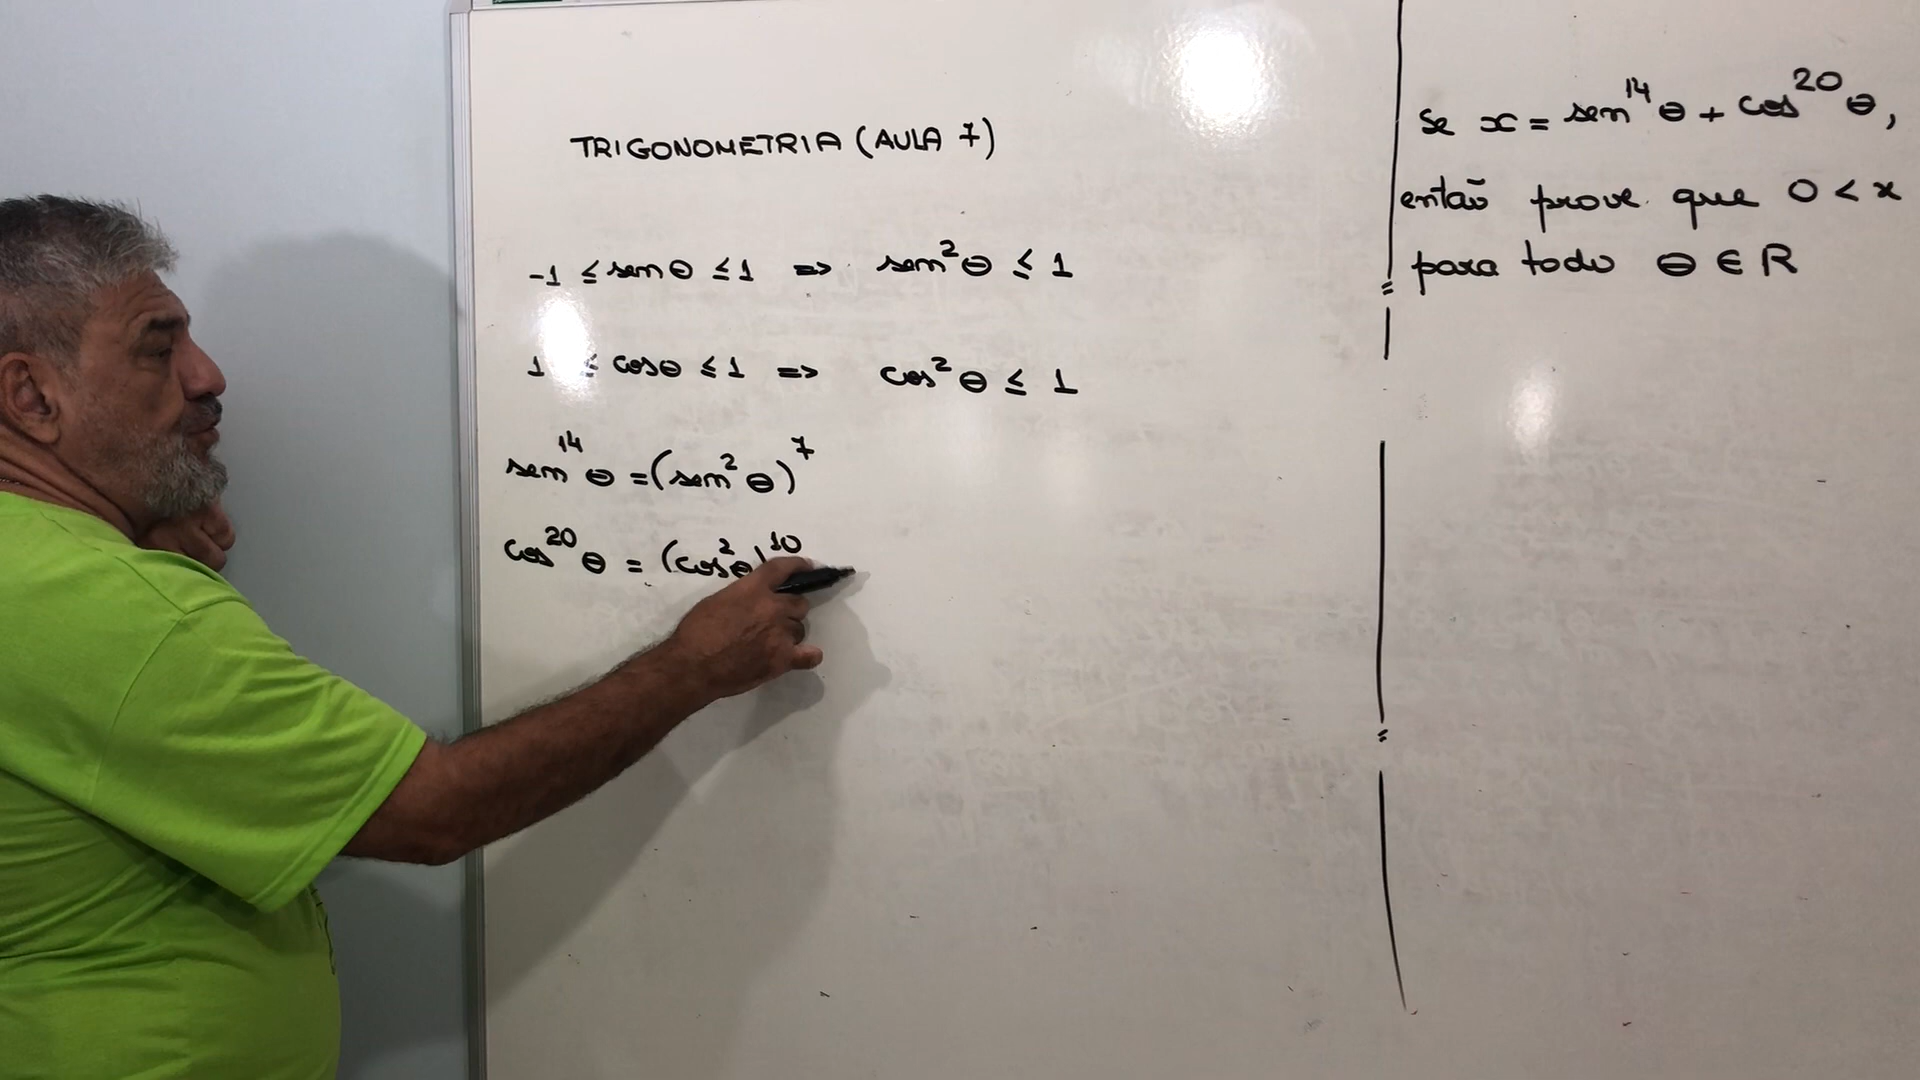 TRIGONOMETRIA (AULA 7)
-1 ≤ sen θ ≤ 1 => sen² θ ≤ 1
1 ≤ cos θ ≤ 1 => cos² θ ≤ 1
sen¹⁴ θ = (sen² θ)⁷
cos²⁰ θ = (cos² θ)¹⁰
Se x = sen¹⁴ θ + cos²⁰ θ,
então prove que 0 < x
para todo θ ∈ R